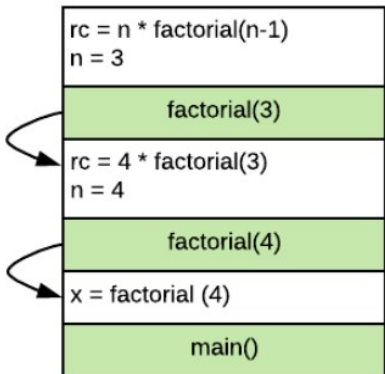 rc = n * factorial(n-1)
n = 3
factorial(3)
rc = 4 * factorial(3)
n = 4
factorial(4)
x = factorial (4)
main()